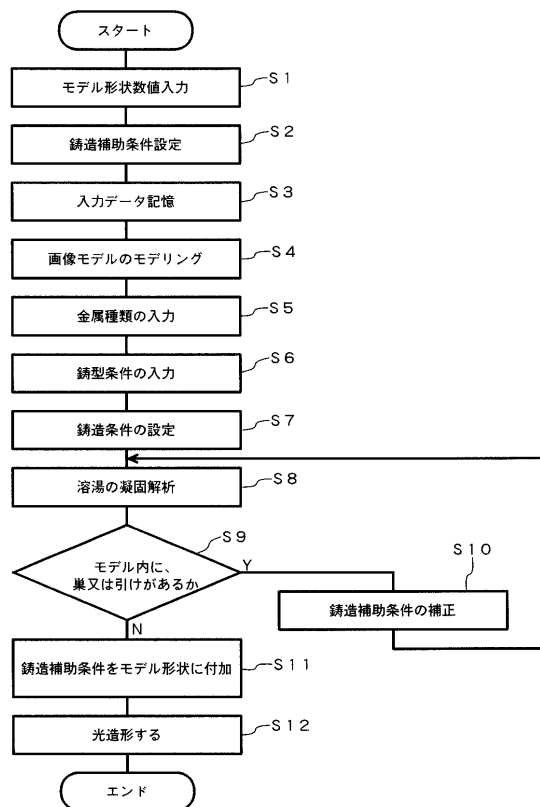 スタート
モデル形状数値入力
S1
鋳造補助条件設定
S2
入力データ記憶
S3
画像モデルのモデリング
S4
金属種類の入力
S5
鋳型条件の入力
S6
鋳造条件の設定
S7
溶湯の凝固解析
S8
モデル内に、
巣又は引けがあるか
S9
Y
N
鋳造補助条件の補正
S10
鋳造補助条件をモデル形状に付加
S11
光造形する
S12
エンド